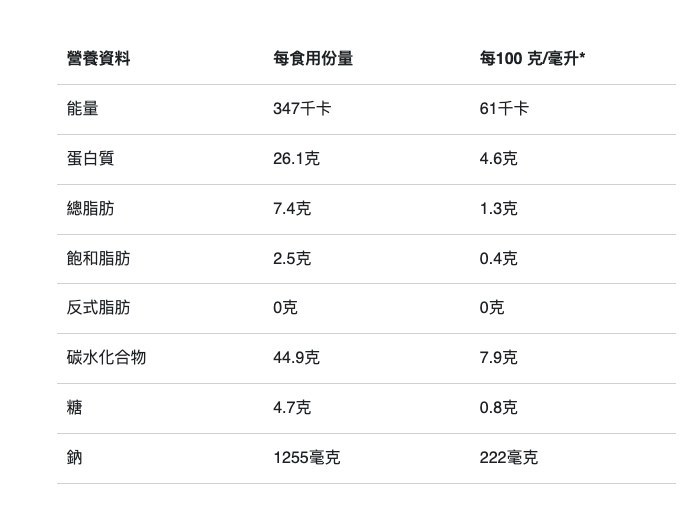 營養資料 每食用份量 每100 克/毫升*
能量 347千卡 61千卡
蛋白質 26.1克 4.6克
總脂肪 7.4克 1.3克
飽和脂肪 2.5克 0.4克
反式脂肪 0克 0克
碳水化合物 44.9克 7.9克
糖 4.7克 0.8克
鈉 1255毫克 222毫克